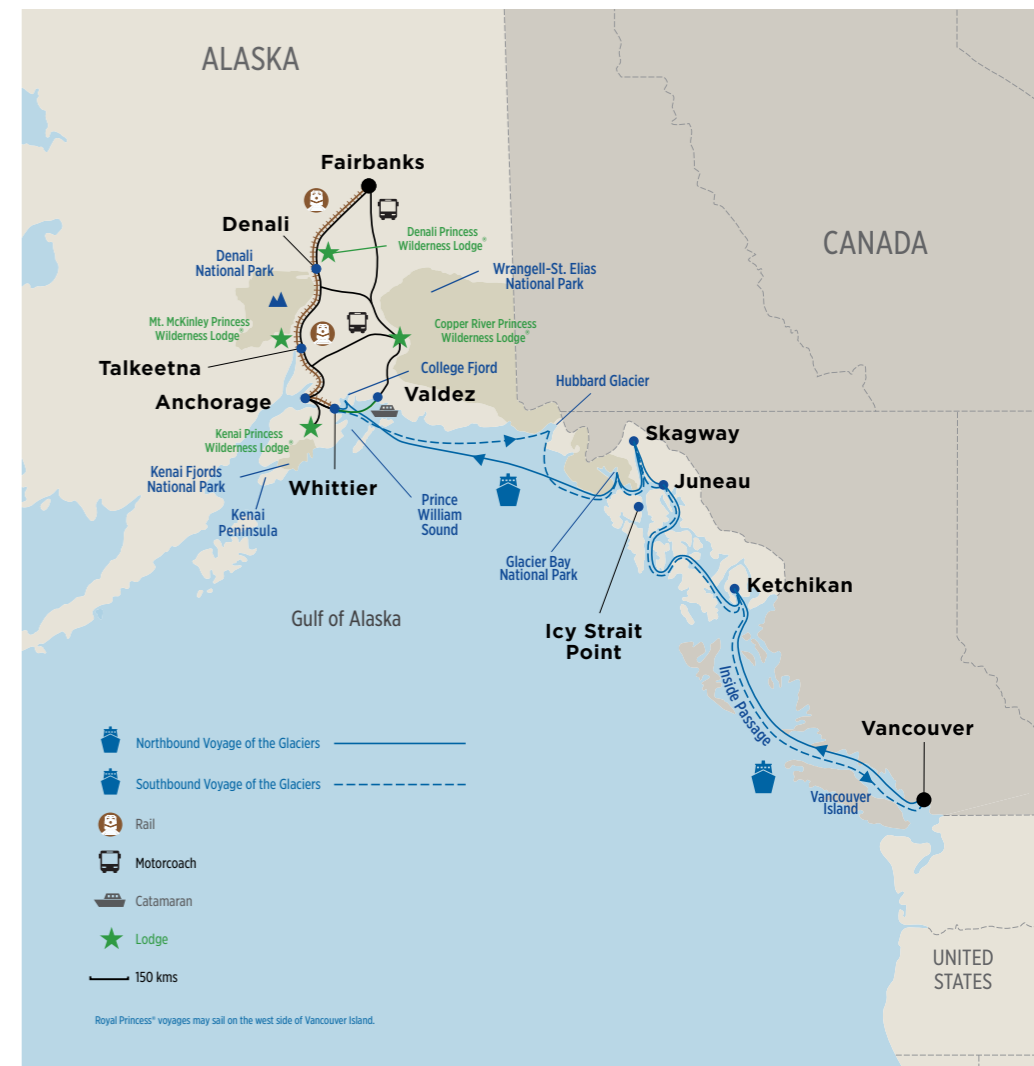 ALASKA
Fairbanks
Denali
Denali
National Park
Denali Princess
Wilderness Lodge®
CANADA
Wrangell-St. Elias
National Park
Mt. McKinley Princess
Wilderness Lodge®
Copper River Princess
Wilderness Lodge®
Talkeetna
College Fjord
Hubbard Glacier
Anchorage
Valdez
Kenai Princess
Wilderness Lodge®
Skagway
Kenai Fjords
National Park
Whittier
Juneau
Prince
William
Sound
Kenai
Peninsula
Glacier Bay
National Park
Ketchikan
Gulf of Alaska
Icy Strait
Point
Inside Passage
Vancouver
Vancouver
Island
Northbound Voyage of the Glaciers
Southbound Voyage of the Glaciers
Rail
Motorcoach
Catamaran
Lodge
150 kms
UNITED
STATES
Royal Princess® voyages may sail on the west side of Vancouver Island.